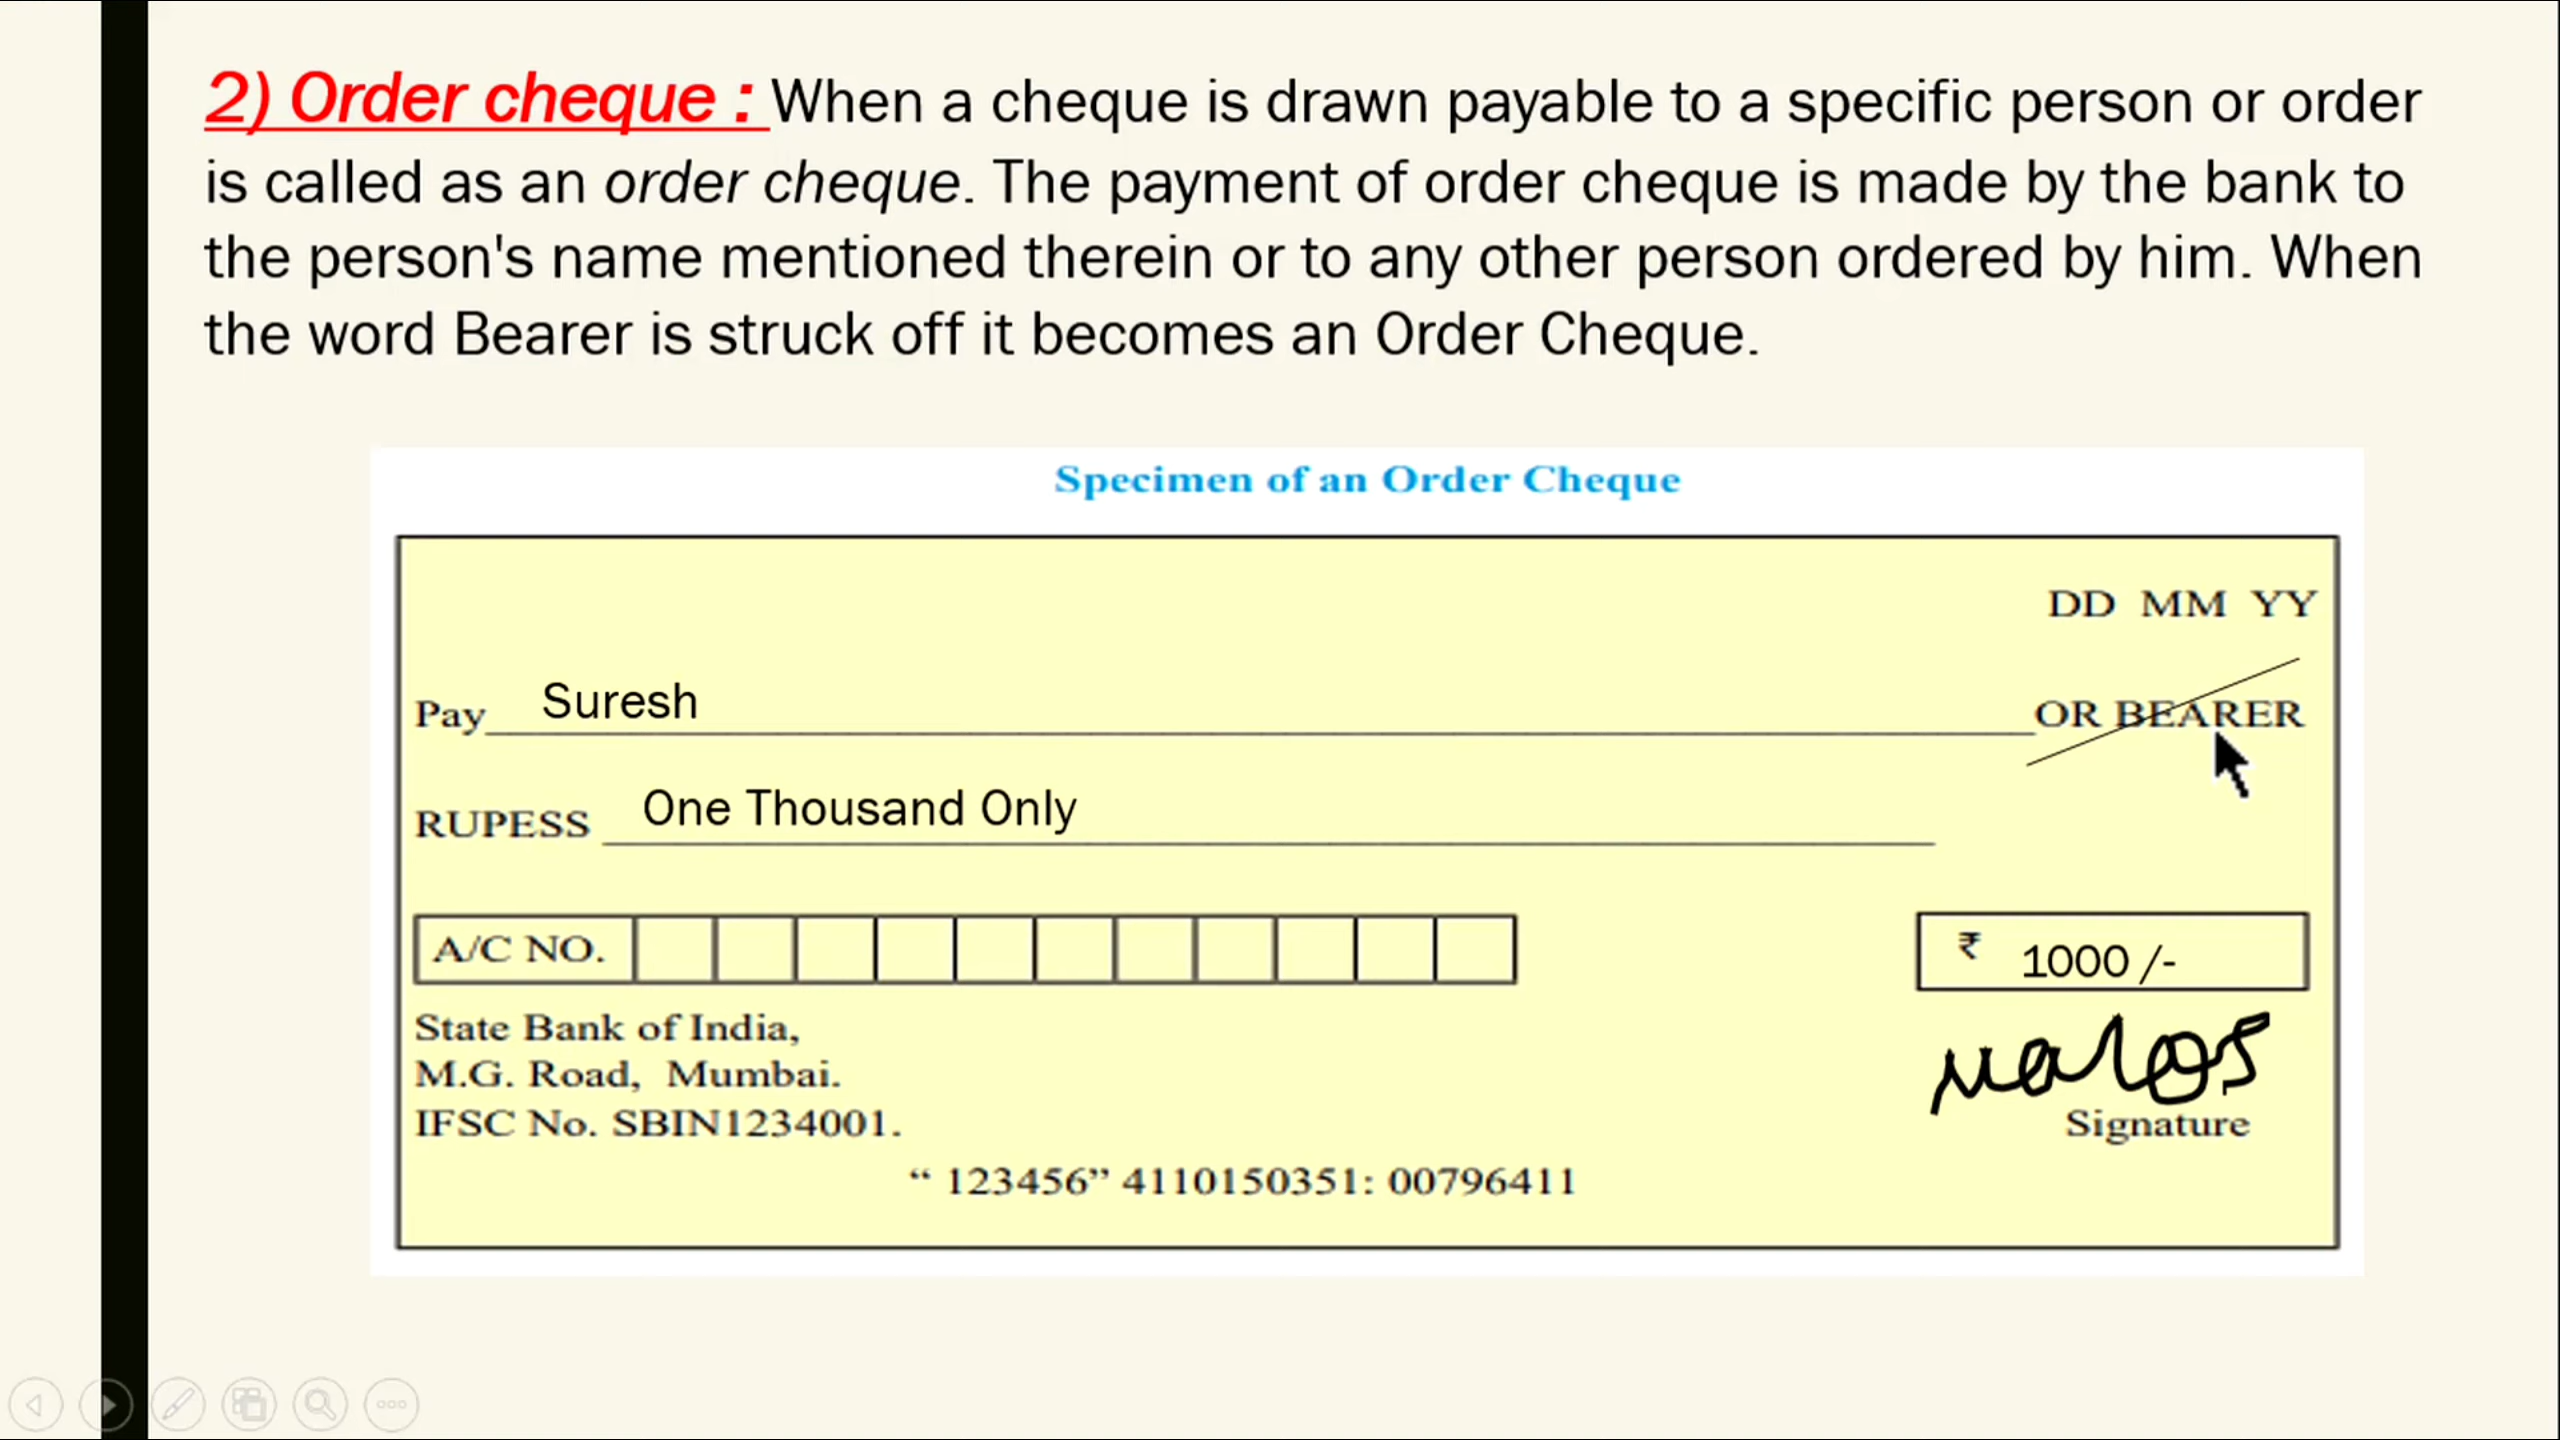 2) Order cheque : When a cheque is drawn payable to a specific person or order
is called as an order cheque. The payment of order cheque is made by the bank to
the person's name mentioned therein or to any other person ordered by him. When
the word Bearer is struck off it becomes an Order Cheque.
Specimen of an Order Cheque
DD MM YY
Pay Suresh OR BEARER
RUPESS One Thousand Only
A/C NO.
₹ 1000 /-
State Bank of India,
M.G. Road, Mumbai.
IFSC No. SBIN1234001.
Signature
“ 123456” 4110150351: 00796411